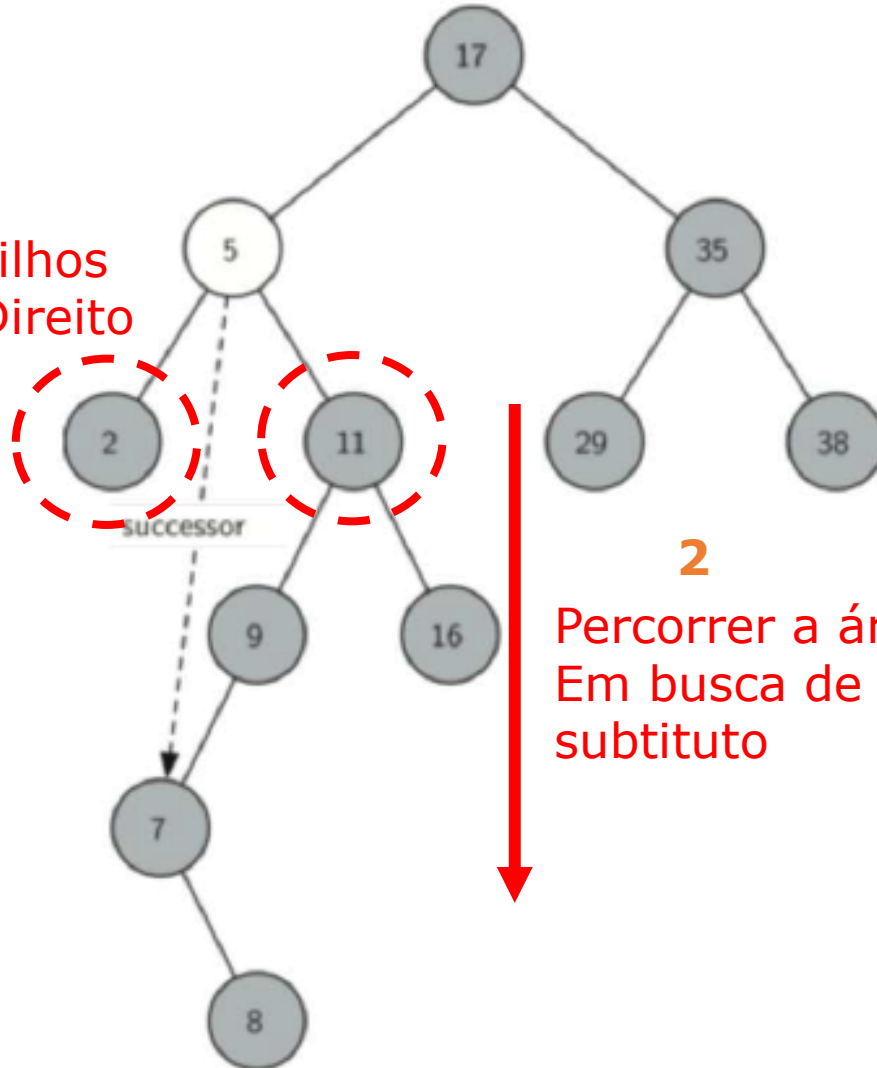 17
5
35
ilhos
Direito
2
11
29
38
successor
2
9
16
Percorrer a ár
Em busca de
subtituto
7
8